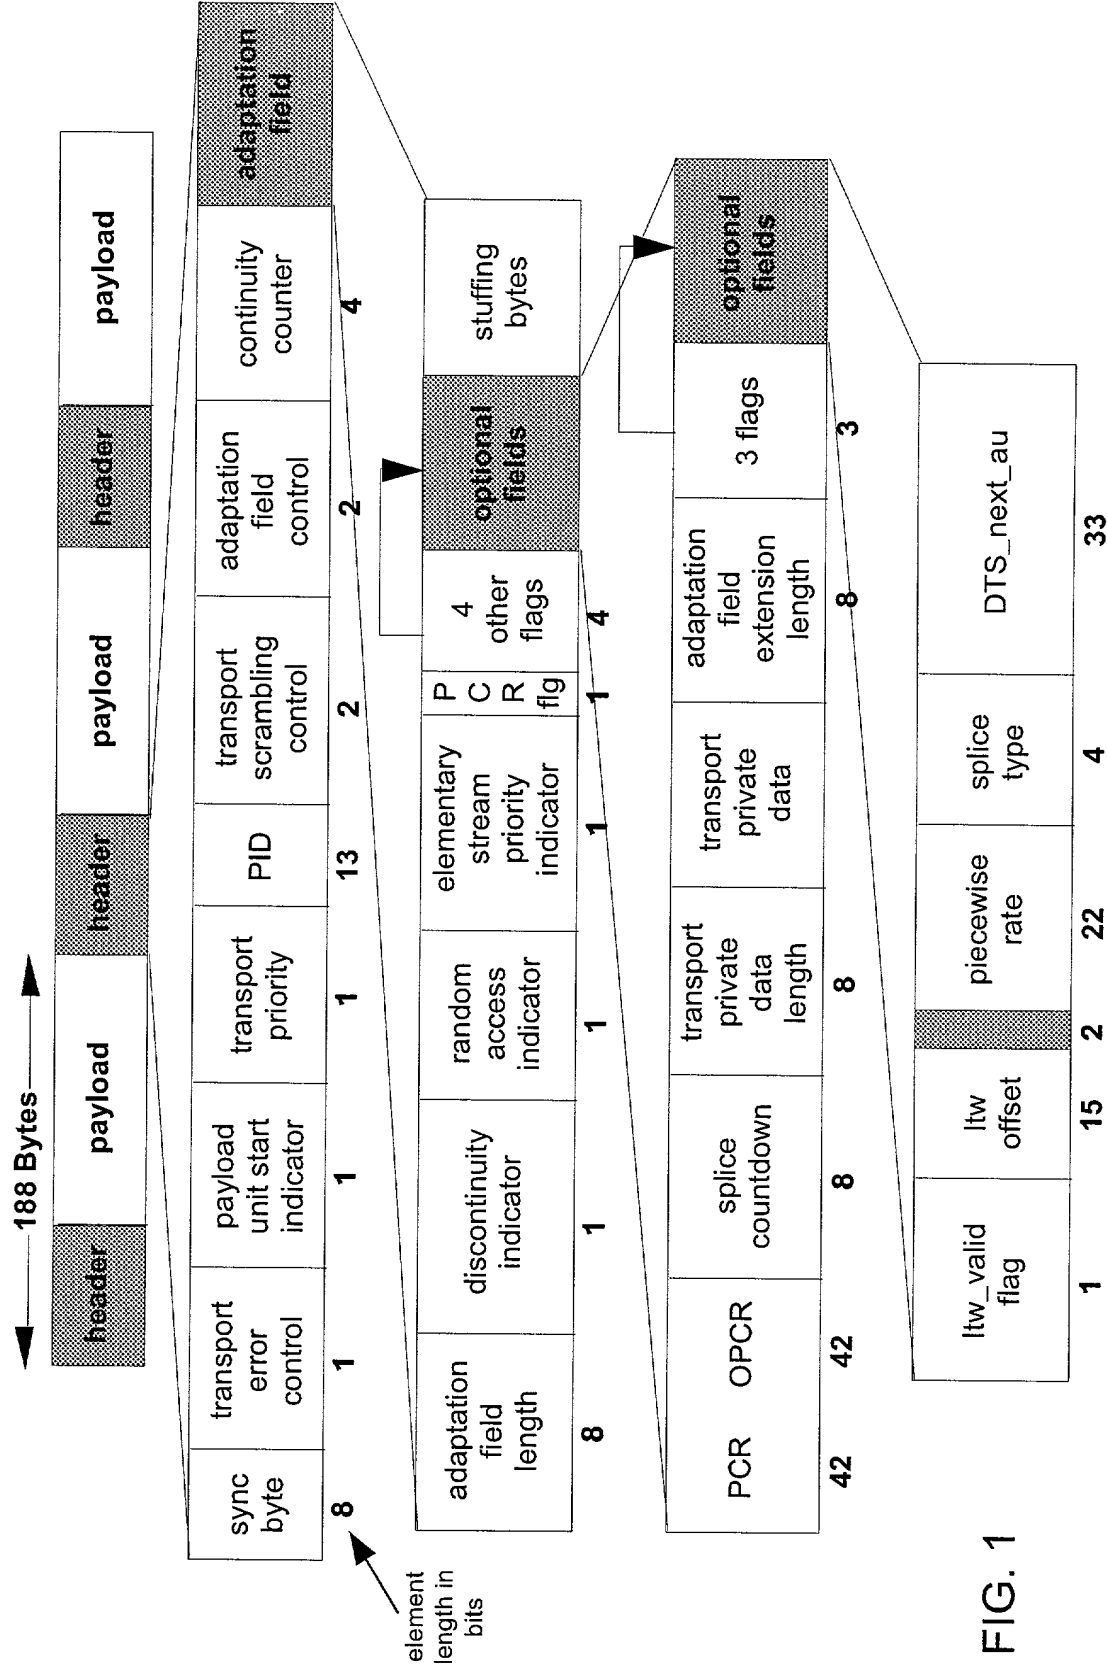 188 Bytes
header
payload
header
payload
header
payload
sync
byte
transport
error
control
payload
unit start
indicator
transport
priority
PID
transport
scrambling
control
adaptation
field
control
continuity
counter
adaptation
field
8
1
1
1
13
2
2
4
element
length in
bits
adaptation
field
length
discontinuity
indicator
random
access
indicator
elementary
stream
priority
indicator
P
C
R
flg
4
other
flags
optional
fields
stuffing
bytes
8
1
1
1
1
4
PCR OPCR
splice
countdown
transport
private
data
length
transport
private
data
adaptation
field
extension
length
3 flags
optional
fields
42
42
8
8
8
3
ltw_valid
flag
ltw
offset
piecewise
rate
splice
type
DTS_next_au
1
15
2
22
4
33
FIG. 1